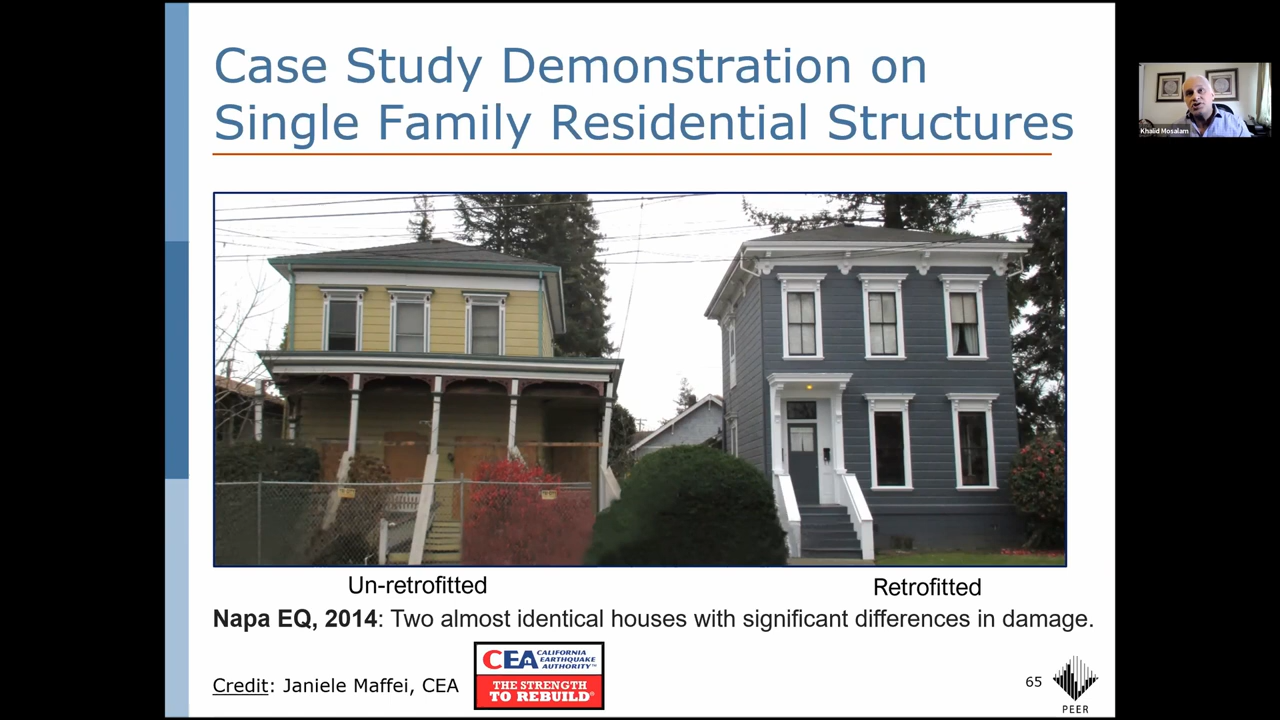 Case Study Demonstration on
Single Family Residential Structures
Khalid Mosalam
Un-retrofitted
Retrofitted
Napa EQ, 2014: Two almost identical houses with significant differences in damage.
Credit: Janiele Maffei, CEA
CEA CALIFORNIA
EARTHQUAKE
AUTHORITY™
THE STRENGTH
TO REBUILD®
65
PEER